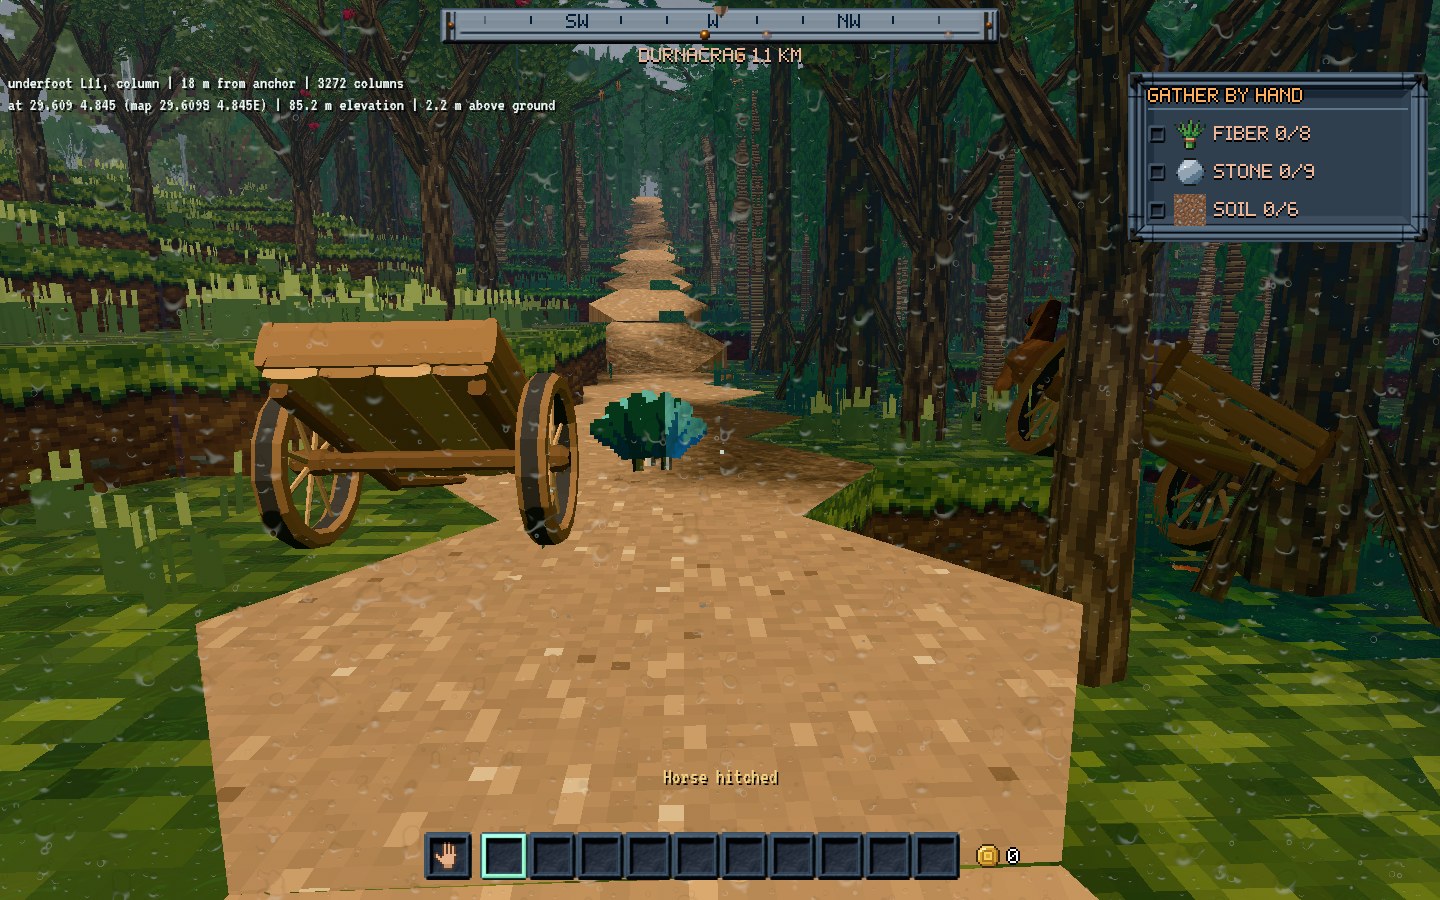 SW W NW
DURNACRAG 11 KM
underfoot L11, column | 18 m from anchor | 3272 columns
at 29.609 4.845 (map 29.609S 4.845E) | 85.2 m elevation | 2.2 m above ground
GATHER BY HAND
FIBER 0/8
STONE 0/9
SOIL 0/6
Horse hitched
0